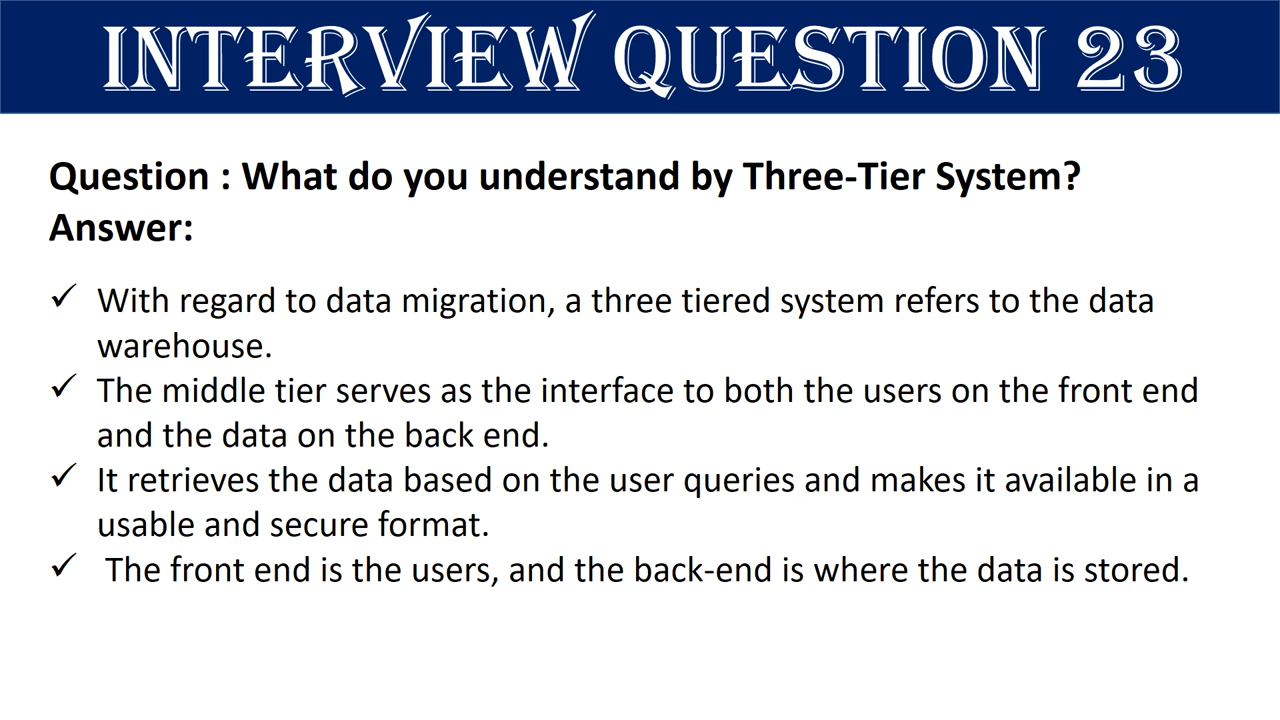 INTERVIEW QUESTION 23
Question : What do you understand by Three-Tier System?
Answer:
✓ With regard to data migration, a three tiered system refers to the data
warehouse.
✓ The middle tier serves as the interface to both the users on the front end
and the data on the back end.
✓ It retrieves the data based on the user queries and makes it available in a
usable and secure format.
✓ The front end is the users, and the back-end is where the data is stored.